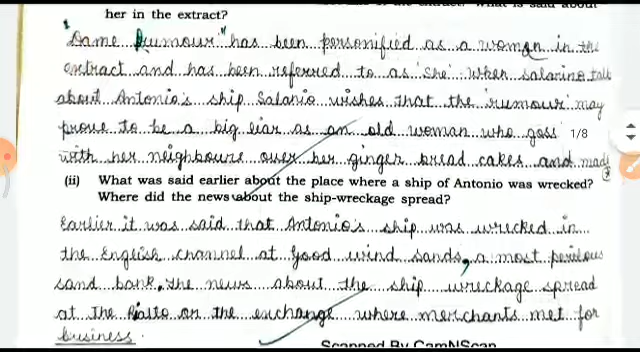 her in the extract?
"Dame Rumour" has been personified as a woman in the
extract and has been referred to as 'she'. When salarino talk
about Antonio's ship Salanio wishes that the 'rumour' may
prove to be a big liar as an old woman who goss 1/8
with her neighbours over her ginger bread cakes and made
(ii) What was said earlier about the place where a ship of Antonio was wrecked?
Where did the news about the ship-wreckage spread?
Earlier it was said that Antonio's ship was wrecked in
the English channel at Good wind sands, a most perilous
sand bank. The news about the ship wreckage spread
at the Rialto or the exchange where merchants met for
business.
Scanned By CamNScan